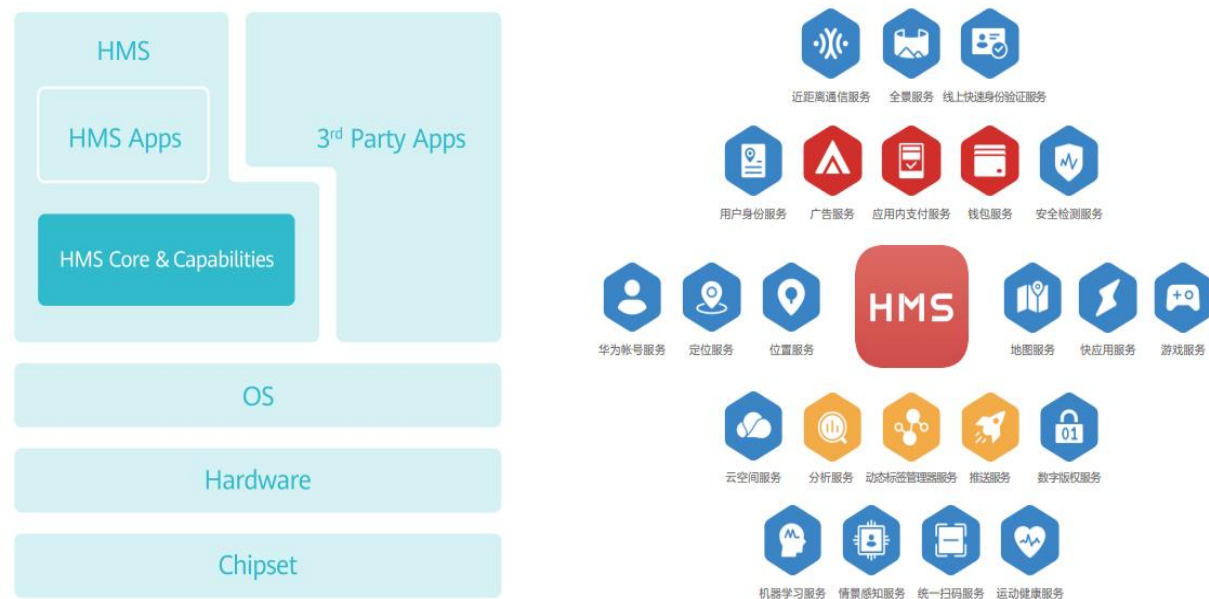 HMS
HMS Apps
3rd Party Apps
HMS Core & Capabilities
OS
Hardware
Chipset
近距离通信服务 全景服务 线上快速身份验证服务
用户身份服务 广告服务 应用内支付服务 钱包服务 安全检测服务
HMS
华为帐号服务 定位服务 位置服务 地图服务 快应用服务 游戏服务
01
云空间服务 分析服务 动态标签管理器服务 推送服务 数字版权服务
机器学习服务 情景感知服务 统一扫码服务 运动健康服务